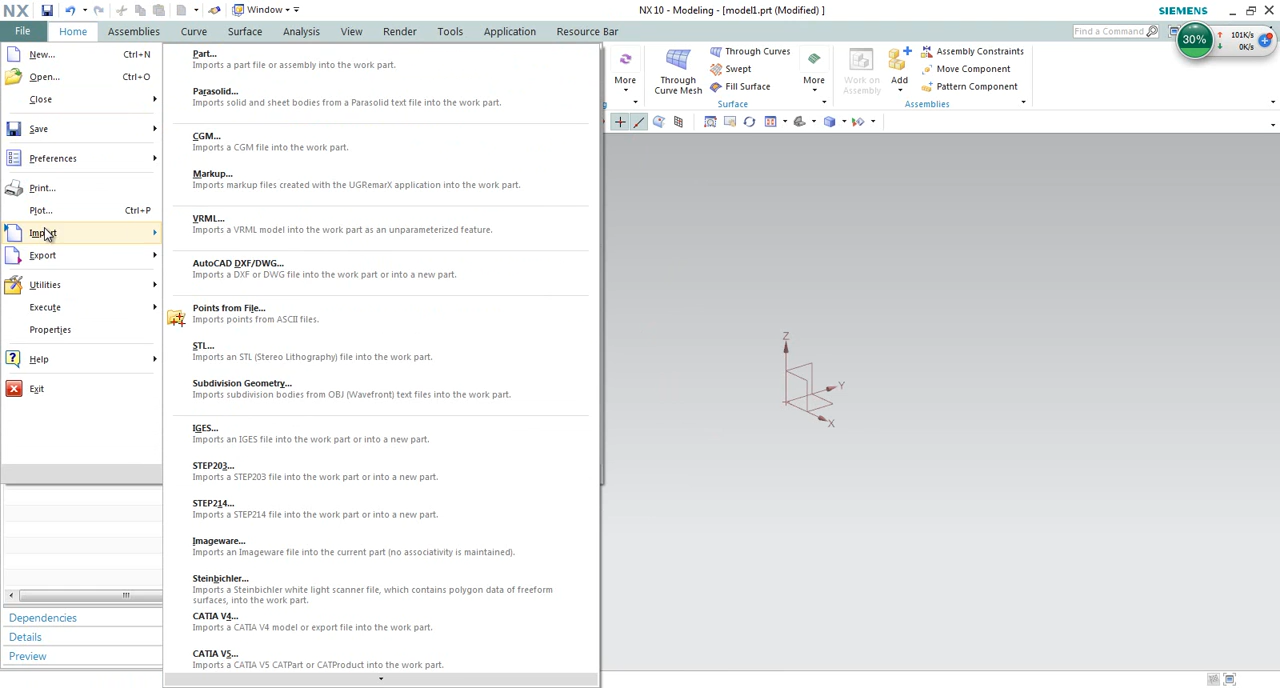 NX Window NX 10 - Modeling - [model1.prt (Modified) ] SIEMENS
File Home Assemblies Curve Surface Analysis View Render Tools Application Resource Bar Find a Command
30% 101K/s 0K/s
New... Ctrl+N
Open... Ctrl+O
Close
Save
Preferences
Print...
Plot... Ctrl+P
Import
Export
Utilities
Execute
Properties
Help
Exit
Part...
Imports a part file or assembly into the work part.
Parasolid...
Imports solid and sheet bodies from a Parasolid text file into the work part.
CGM...
Imports a CGM file into the work part.
Markup...
Imports markup files created with the UGRemarX application into the work part.
VRML...
Imports a VRML model into the work part as an unparameterized feature.
AutoCAD DXF/DWG...
Imports a DXF or DWG file into the work part or into a new part.
Points from File...
Imports points from ASCII files.
STL...
Imports an STL (Stereo Lithography) file into the work part.
Subdivision Geometry...
Imports subdivision bodies from OBJ (Wavefront) text files into the work part.
IGES...
Imports an IGES file into the work part or into a new part.
STEP203...
Imports a STEP203 file into the work part or into a new part.
STEP214...
Imports a STEP214 file into the work part or into a new part.
Imageware...
Imports an Imageware file into the current part (no associativity is maintained).
Steinbichler...
Imports a Steinbichler white light scanner file, which contains polygon data of freeform
surfaces, into the work part.
CATIA V4...
Imports a CATIA V4 model or export file into the work part.
CATIA V5...
Imports a CATIA V5 CATPart or CATProduct into the work part.
More
Through
Curve Mesh
Through Curves
Swept
Fill Surface
More
Surface
Work on
Assembly
Add
Assembly Constraints
Move Component
Pattern Component
Assemblies
Z
Y
X
Dependencies
Details
Preview